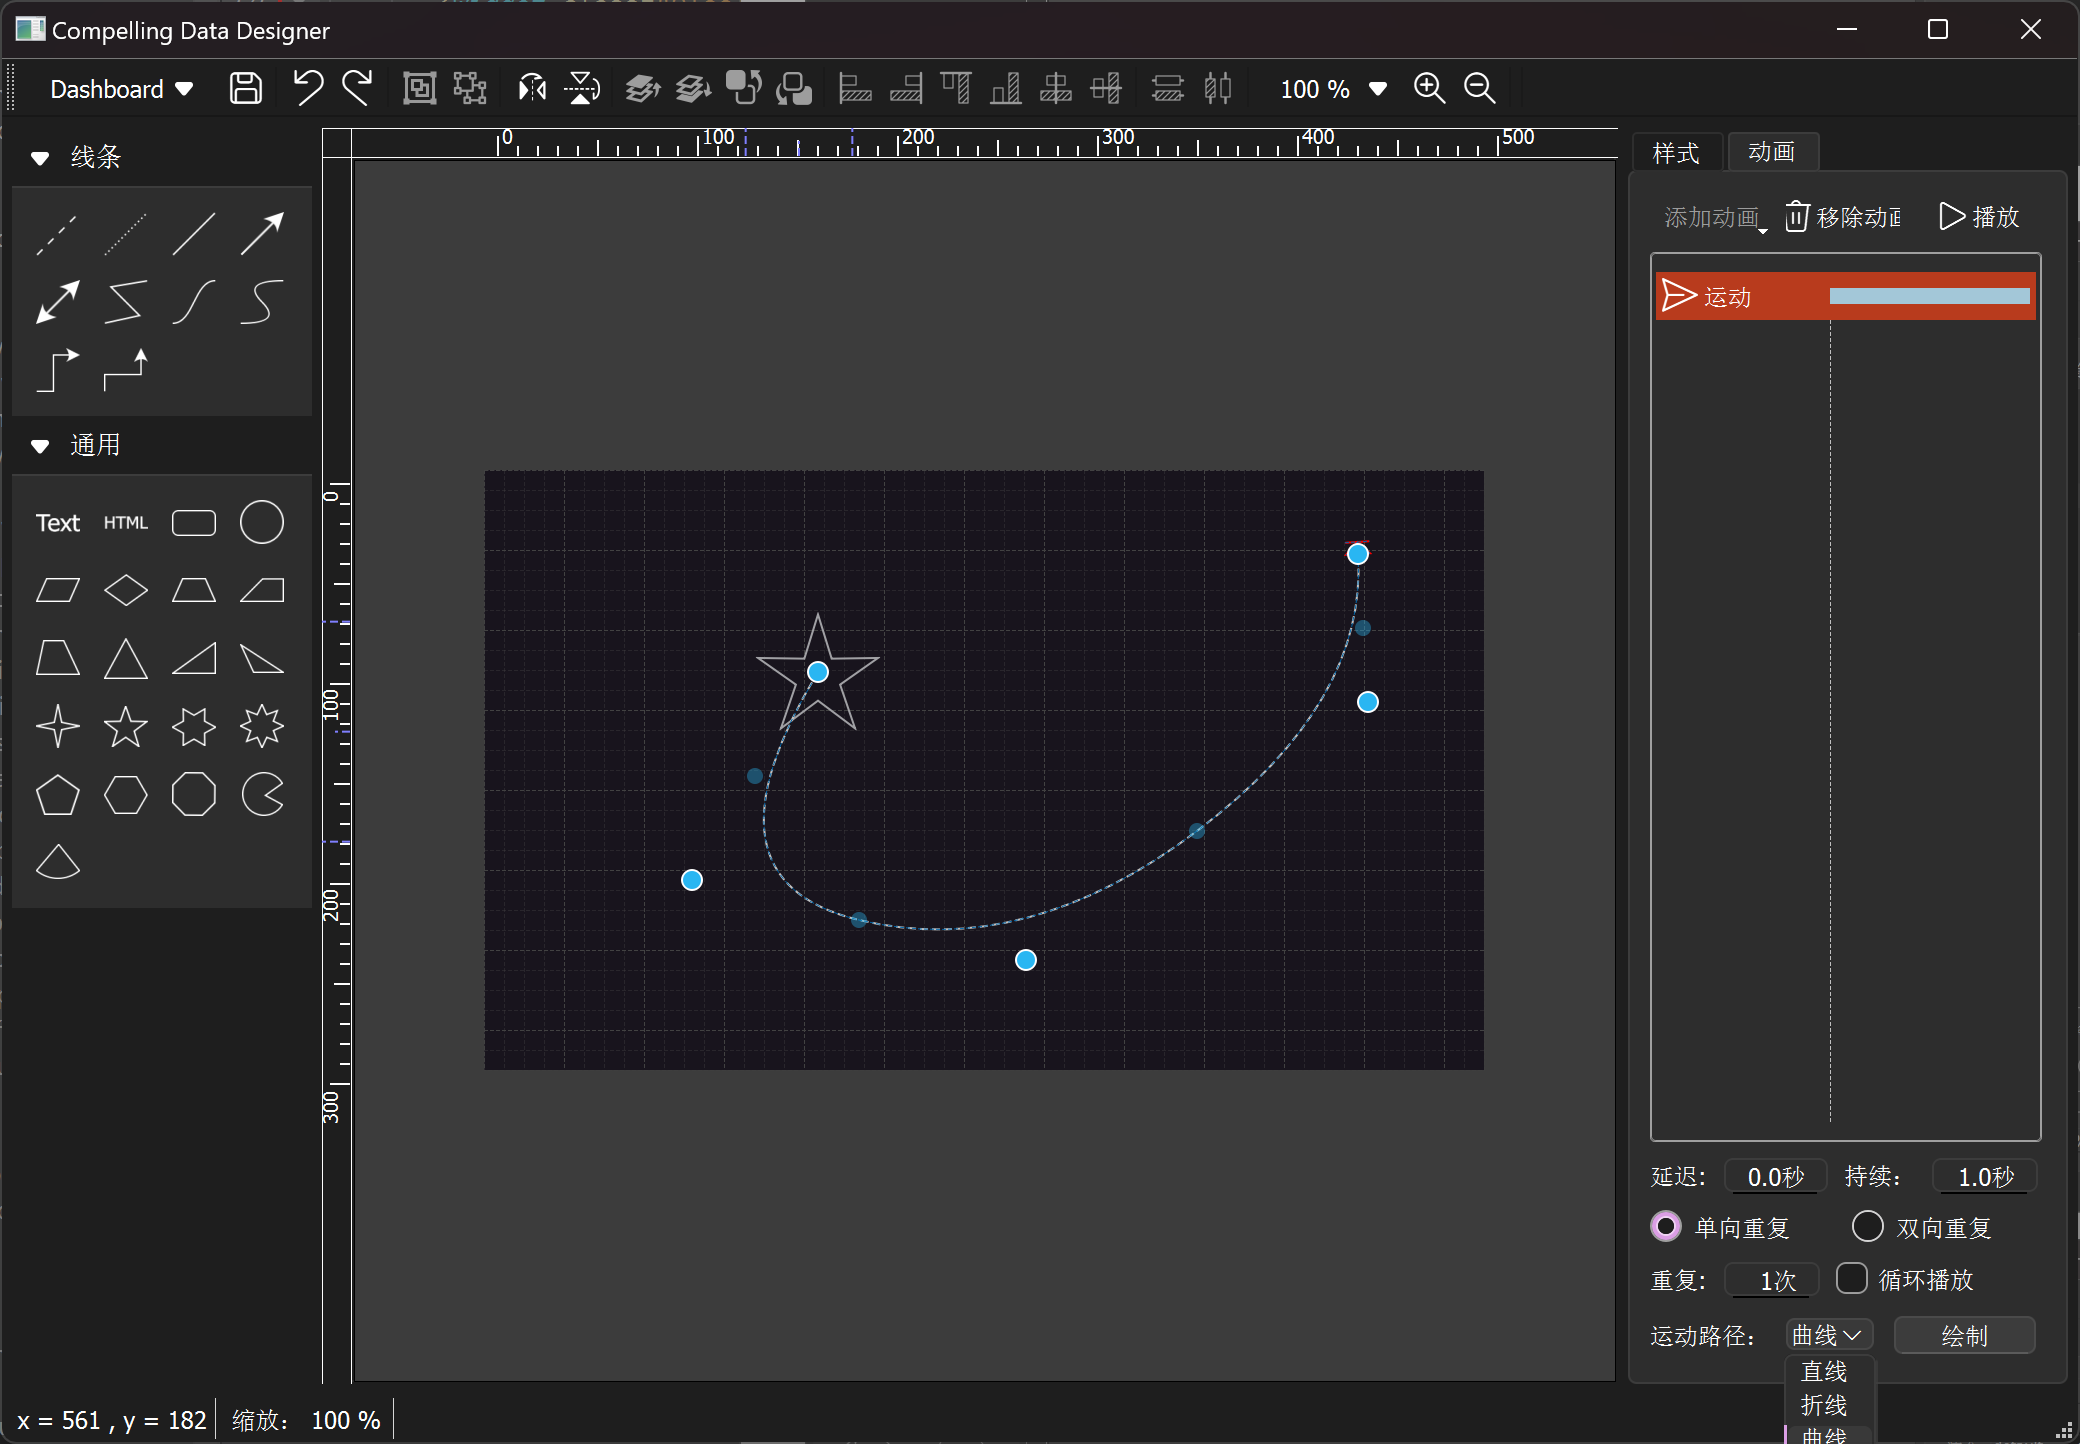 Compelling Data Designer
Dashboard
100 %
线条
通用
Text
HTML
0
100
200
300
400
500
0
100
200
300
样式
动画
添加动画
移除动画
播放
运动
延迟: 0.0秒 持续: 1.0秒
单向重复 双向重复
重复: 1次 循环播放
运动路径: 曲线 绘制
直线
折线
曲线
x = 561 , y = 182 缩放: 100 %